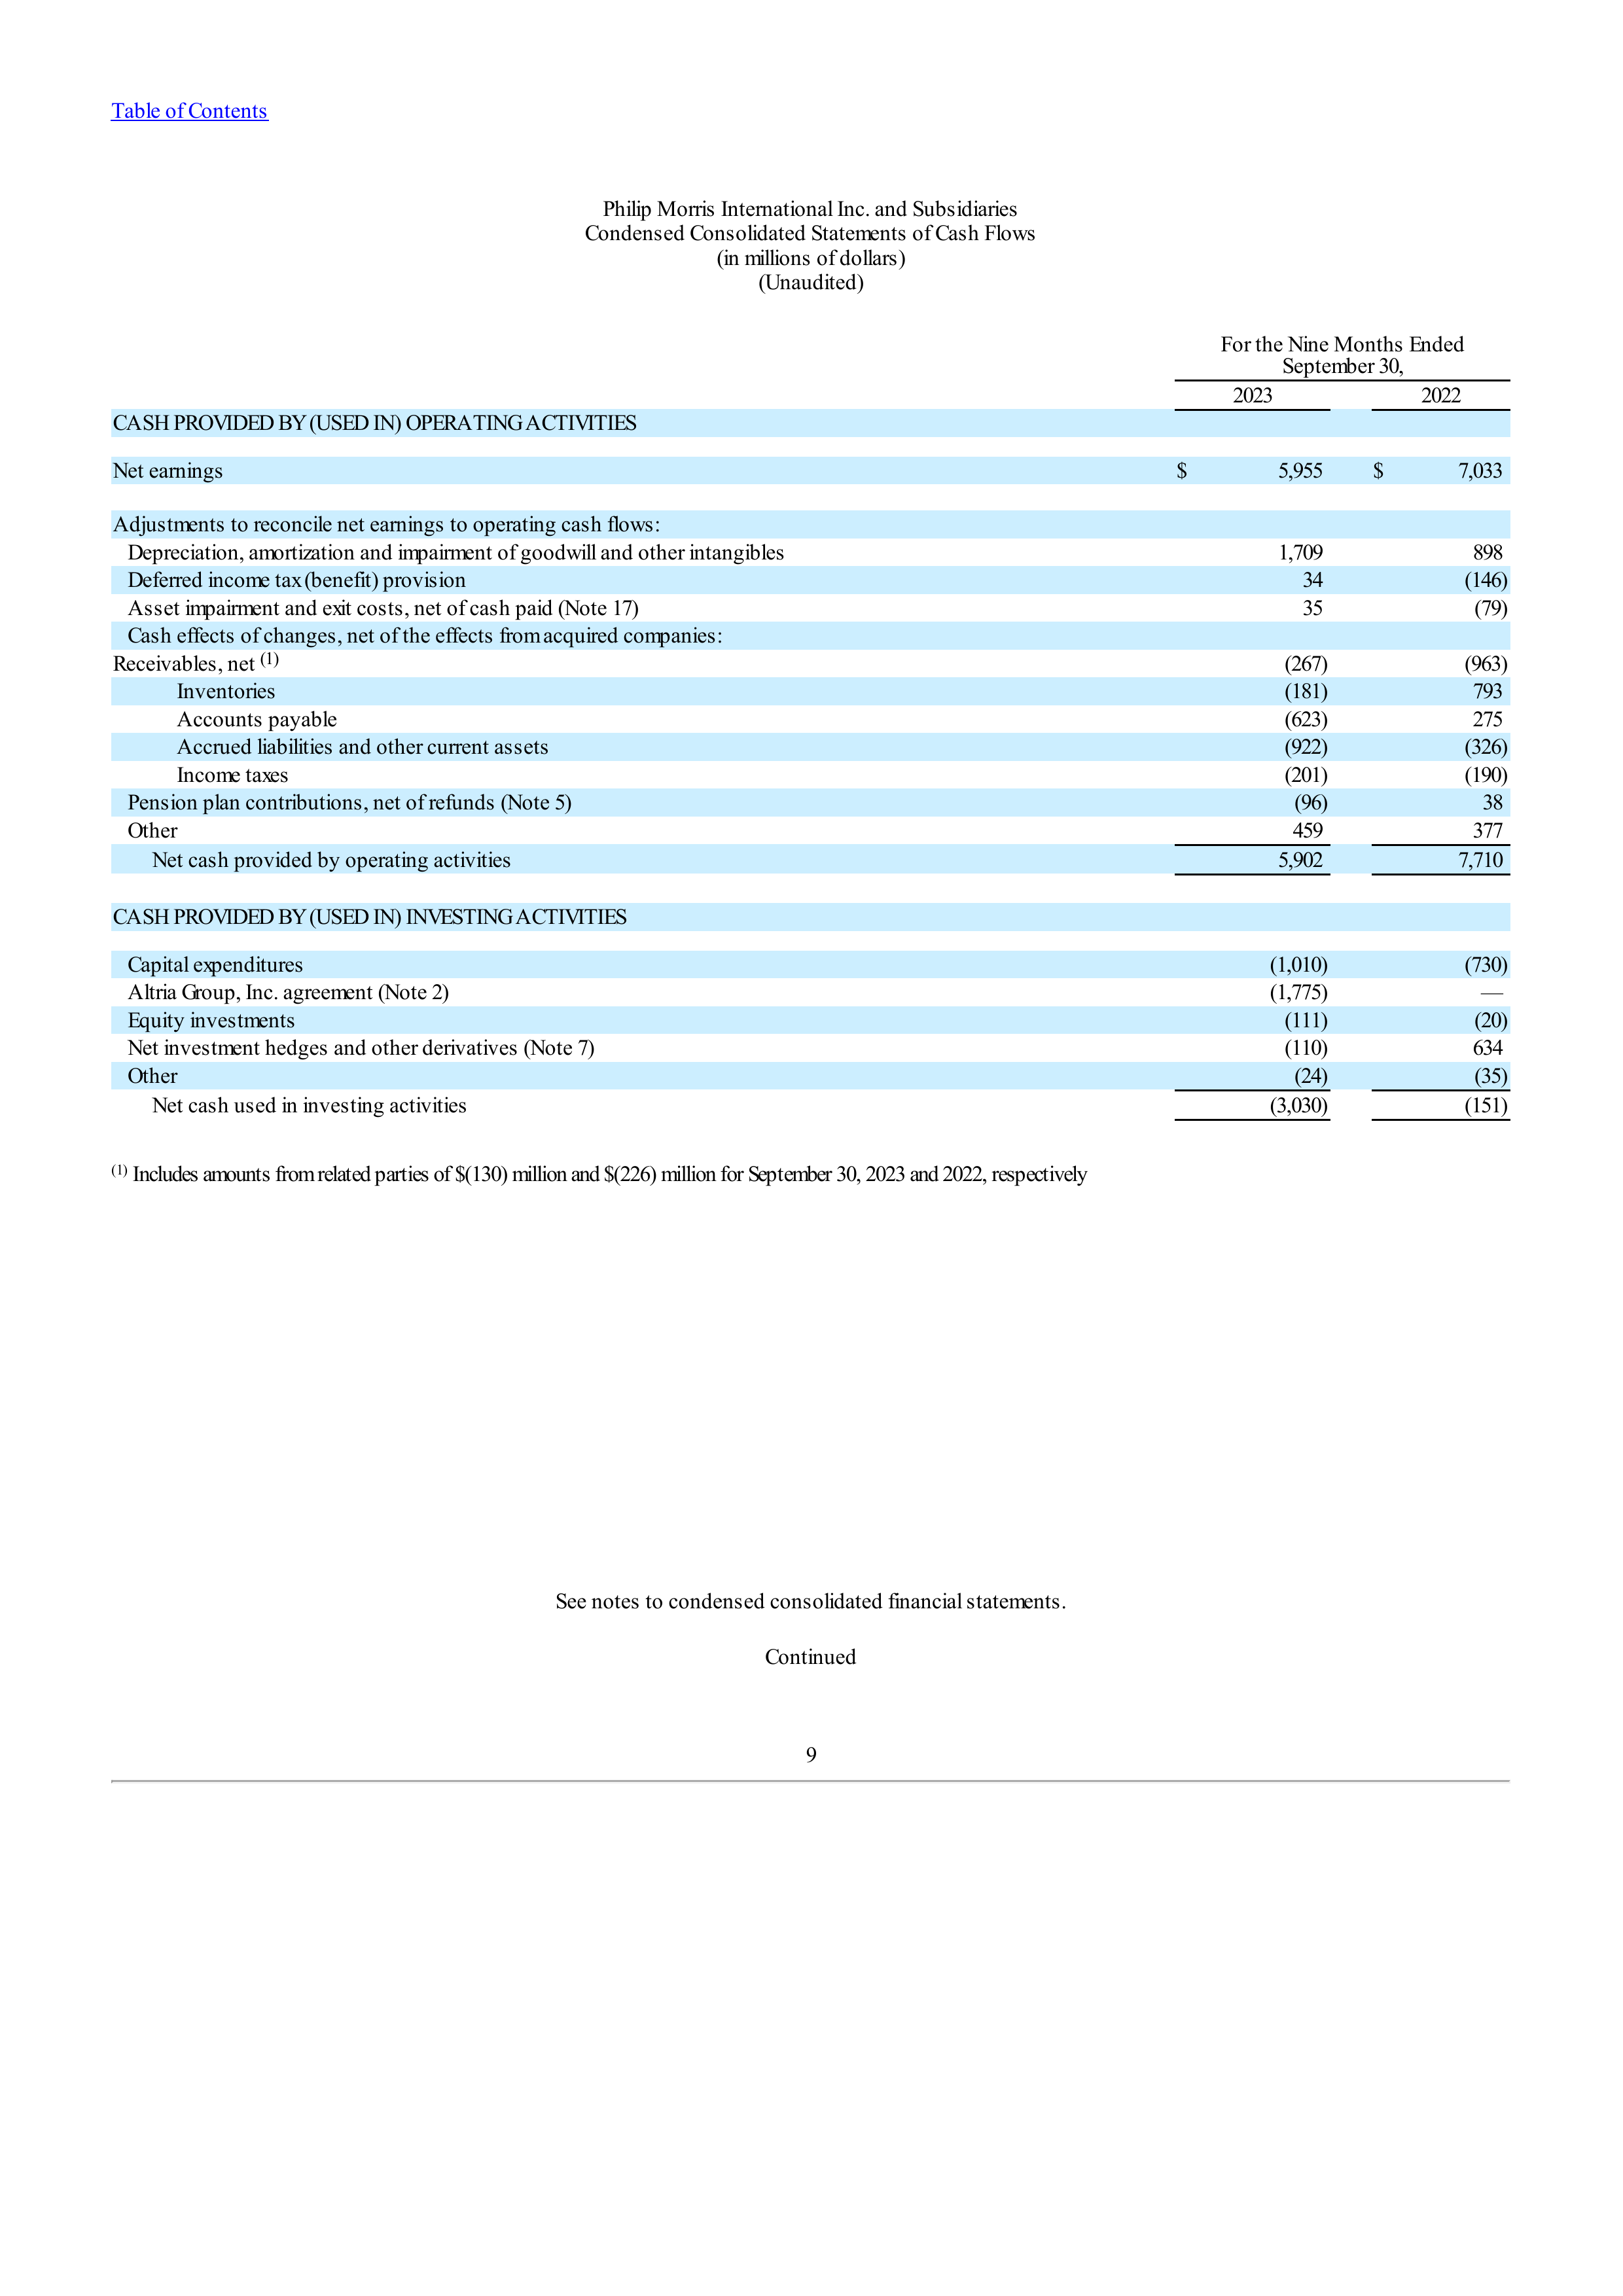 Table of Contents
Philip Morris International Inc. and Subsidiaries
Condensed Consolidated Statements of Cash Flows
(in millions of dollars)
(Unaudited)
For the Nine Months Ended
September 30,
2023 2022
CASH PROVIDED BY (USED IN) OPERATING ACTIVITIES
Net earnings $ 5,955 $ 7,033
Adjustments to reconcile net earnings to operating cash flows:
Depreciation, amortization and impairment of goodwill and other intangibles 1,709 898
Deferred income tax (benefit) provision 34 (146)
Asset impairment and exit costs, net of cash paid (Note 17) 35 (79)
Cash effects of changes, net of the effects from acquired companies:
Receivables, net (1) (267) (963)
Inventories (181) 793
Accounts payable (623) 275
Accrued liabilities and other current assets (922) (326)
Income taxes (201) (190)
Pension plan contributions, net of refunds (Note 5) (96) 38
Other 459 377
Net cash provided by operating activities 5,902 7,710
CASH PROVIDED BY (USED IN) INVESTING ACTIVITIES
Capital expenditures (1,010) (730)
Altria Group, Inc. agreement (Note 2) (1,775) —
Equity investments (111) (20)
Net investment hedges and other derivatives (Note 7) (110) 634
Other (24) (35)
Net cash used in investing activities (3,030) (151)
(1) Includes amounts from related parties of $(130) million and $(226) million for September 30, 2023 and 2022, respectively
See notes to condensed consolidated financial statements.
Continued
9